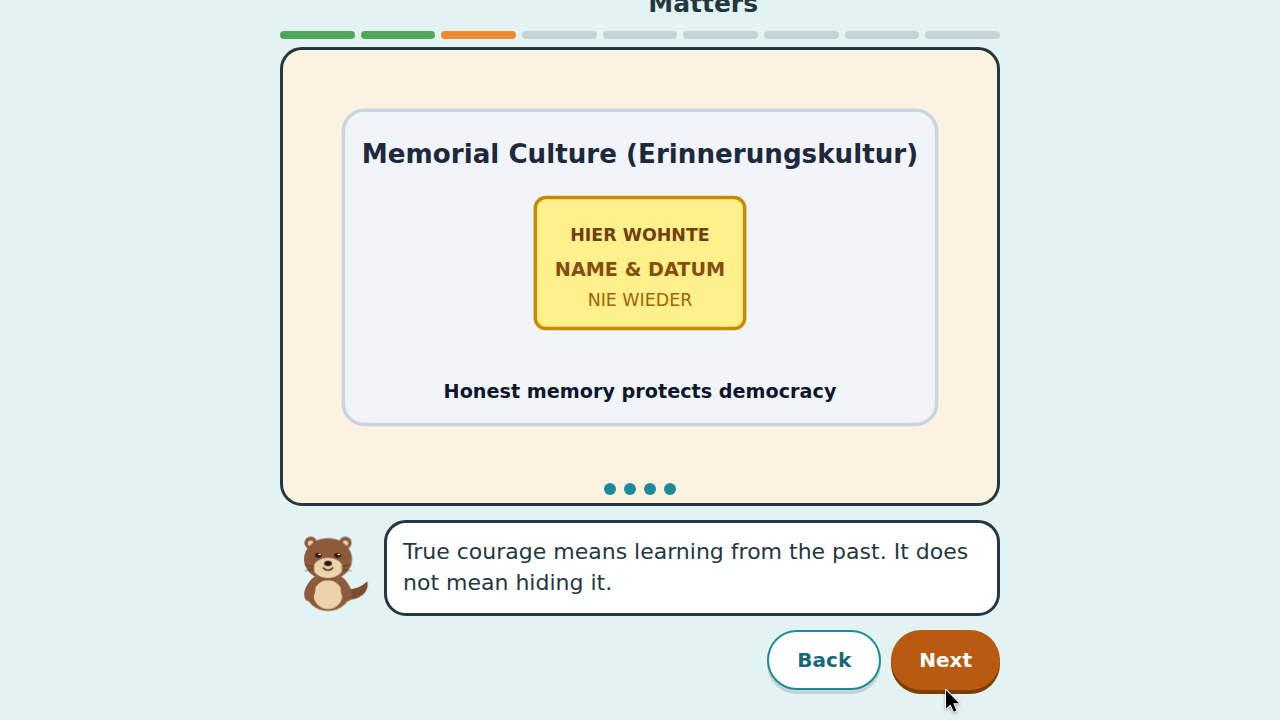 Matters
Memorial Culture (Erinnerungskultur)
HIER WOHNTE
NAME & DATUM
NIE WIEDER
Honest memory protects democracy
True courage means learning from the past. It does
not mean hiding it.
Back
Next